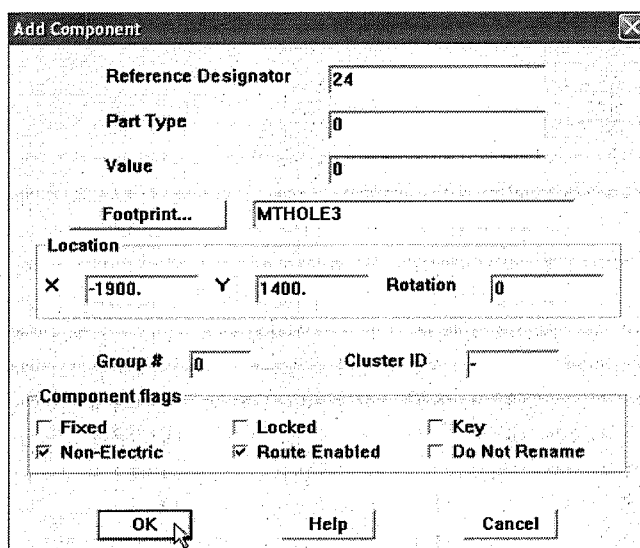 Add Component
Reference Designator 24
Part Type 0
Value 0
Footprint... MTHOLE3
Location
X -1900. Y 1400. Rotation 0
Group # 0 Cluster ID -
Component flags
Fixed Locked Key
Non-Electric Route Enabled Do Not Rename
OK Help Cancel